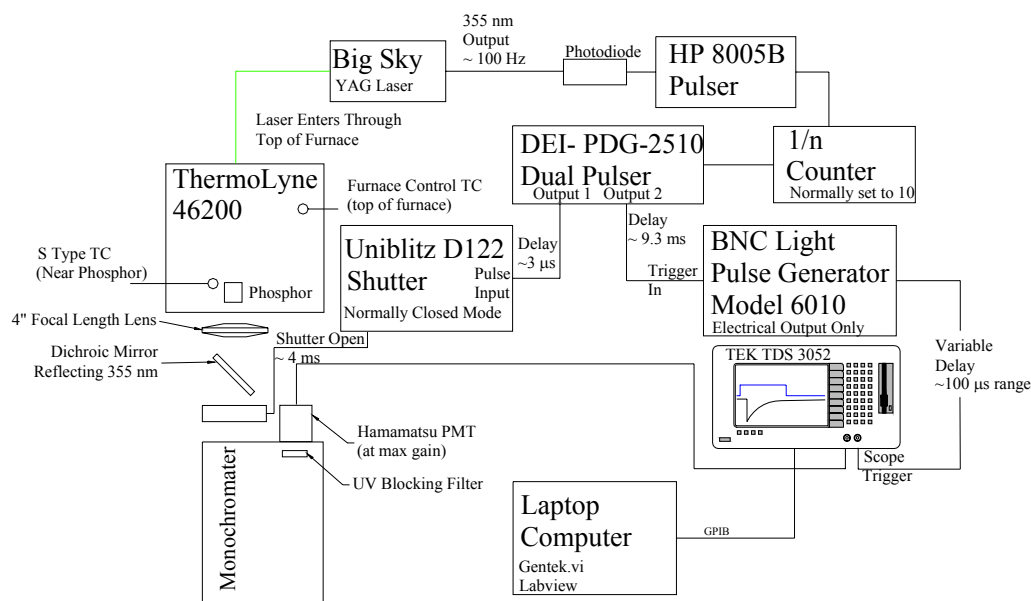 355 nm
Output
~ 100 Hz
Big Sky
YAG Laser
Photodiode
HP 8005B
Pulser
Laser Enters Through
Top of Furnace
DEI- PDG-2510
Dual Pulser
Output 1 Output 2
1/n
Counter
Normally set to 10
ThermoLyne
46200
Furnace Control TC
(top of furnace)
S Type TC
(Near Phosphor)
Phosphor
Uniblitz D122
Shutter
Pulse
Input
Normally Closed Mode
Delay
~3 μs
Delay
~ 9.3 ms
Trigger
In
BNC Light
Pulse Generator
Model 6010
Electrical Output Only
4" Focal Length Lens
Shutter Open
~ 4 ms
Dichroic Mirror
Reflecting 355 nm
TEK TDS 3052
Variable
Delay
~100 μs range
Hamamatsu PMT
(at max gain)
UV Blocking Filter
Monochromater
Scope
Trigger
Laptop
Computer
Gentek.vi
Labview
GPIB